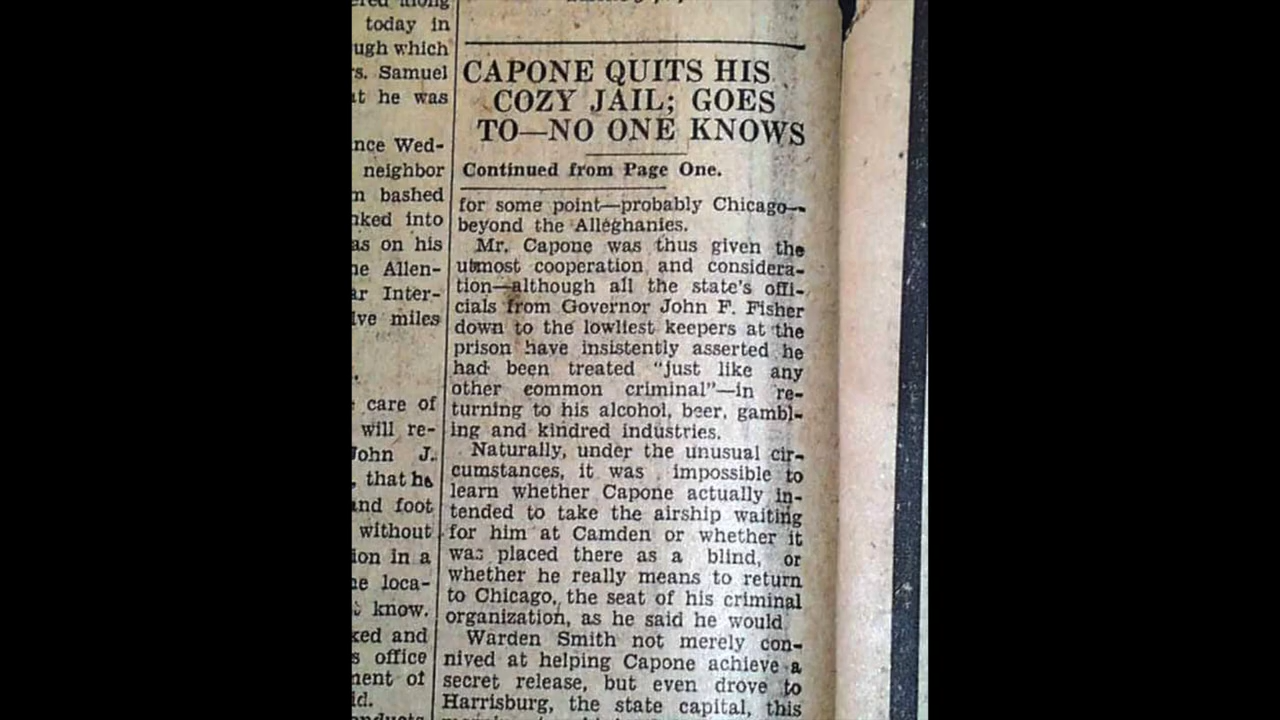 today in
ugh which
s. Samuel
t he was
nce Wed-
neighbor
n bashed
ked into
as on his
e Allen-
r Inter-
lve miles
care of
will re-
John J.
, that he
and foot
without
ion in a
e loca-
know.
ked and
s office
ment of
id.
CAPONE QUITS HIS
COZY JAIL; GOES
TO—NO ONE KNOWS
Continued from Page One.
for some point—probably Chicago—
beyond the Alleghanies.
Mr. Capone was thus given the
utmost cooperation and considera-
tion—although all the state's offi-
cials from Governor John F. Fisher
down to the lowliest keepers at the
prison have insistently asserted he
had been treated "just like any
other common criminal"—in re-
turning to his alcohol, beer, gambl-
ing and kindred industries.
Naturally, under the unusual cir-
cumstances, it was impossible to
learn whether Capone actually in-
tended to take the airship waiting
for him at Camden or whether it
was placed there as a blind, or
whether he really means to return
to Chicago, the seat of his criminal
organization, as he said he would
Warden Smith not merely con-
nived at helping Capone achieve a
secret release, but even drove to
Harrisburg, the state capital, this